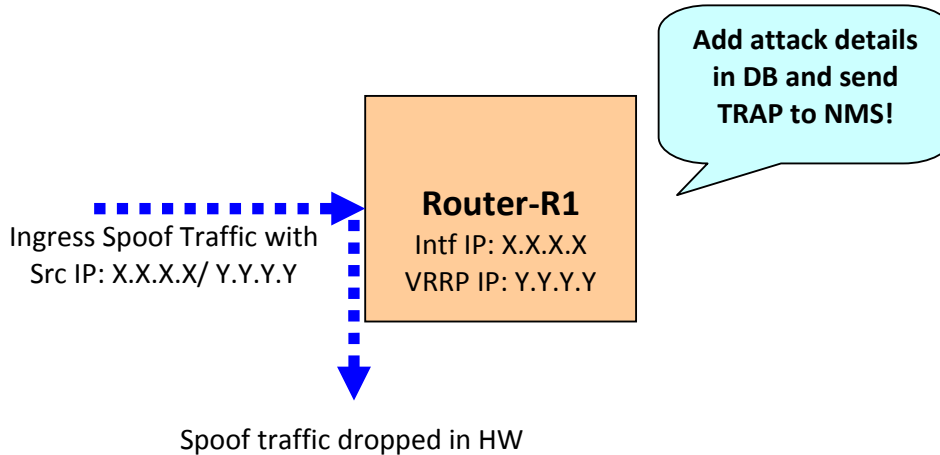 Add attack details
in DB and send
TRAP to NMS!
Router-R1
Intf IP: X.X.X.X
VRRP IP: Y.Y.Y.Y
Ingress Spoof Traffic with
Src IP: X.X.X.X/ Y.Y.Y.Y
Spoof traffic dropped in HW